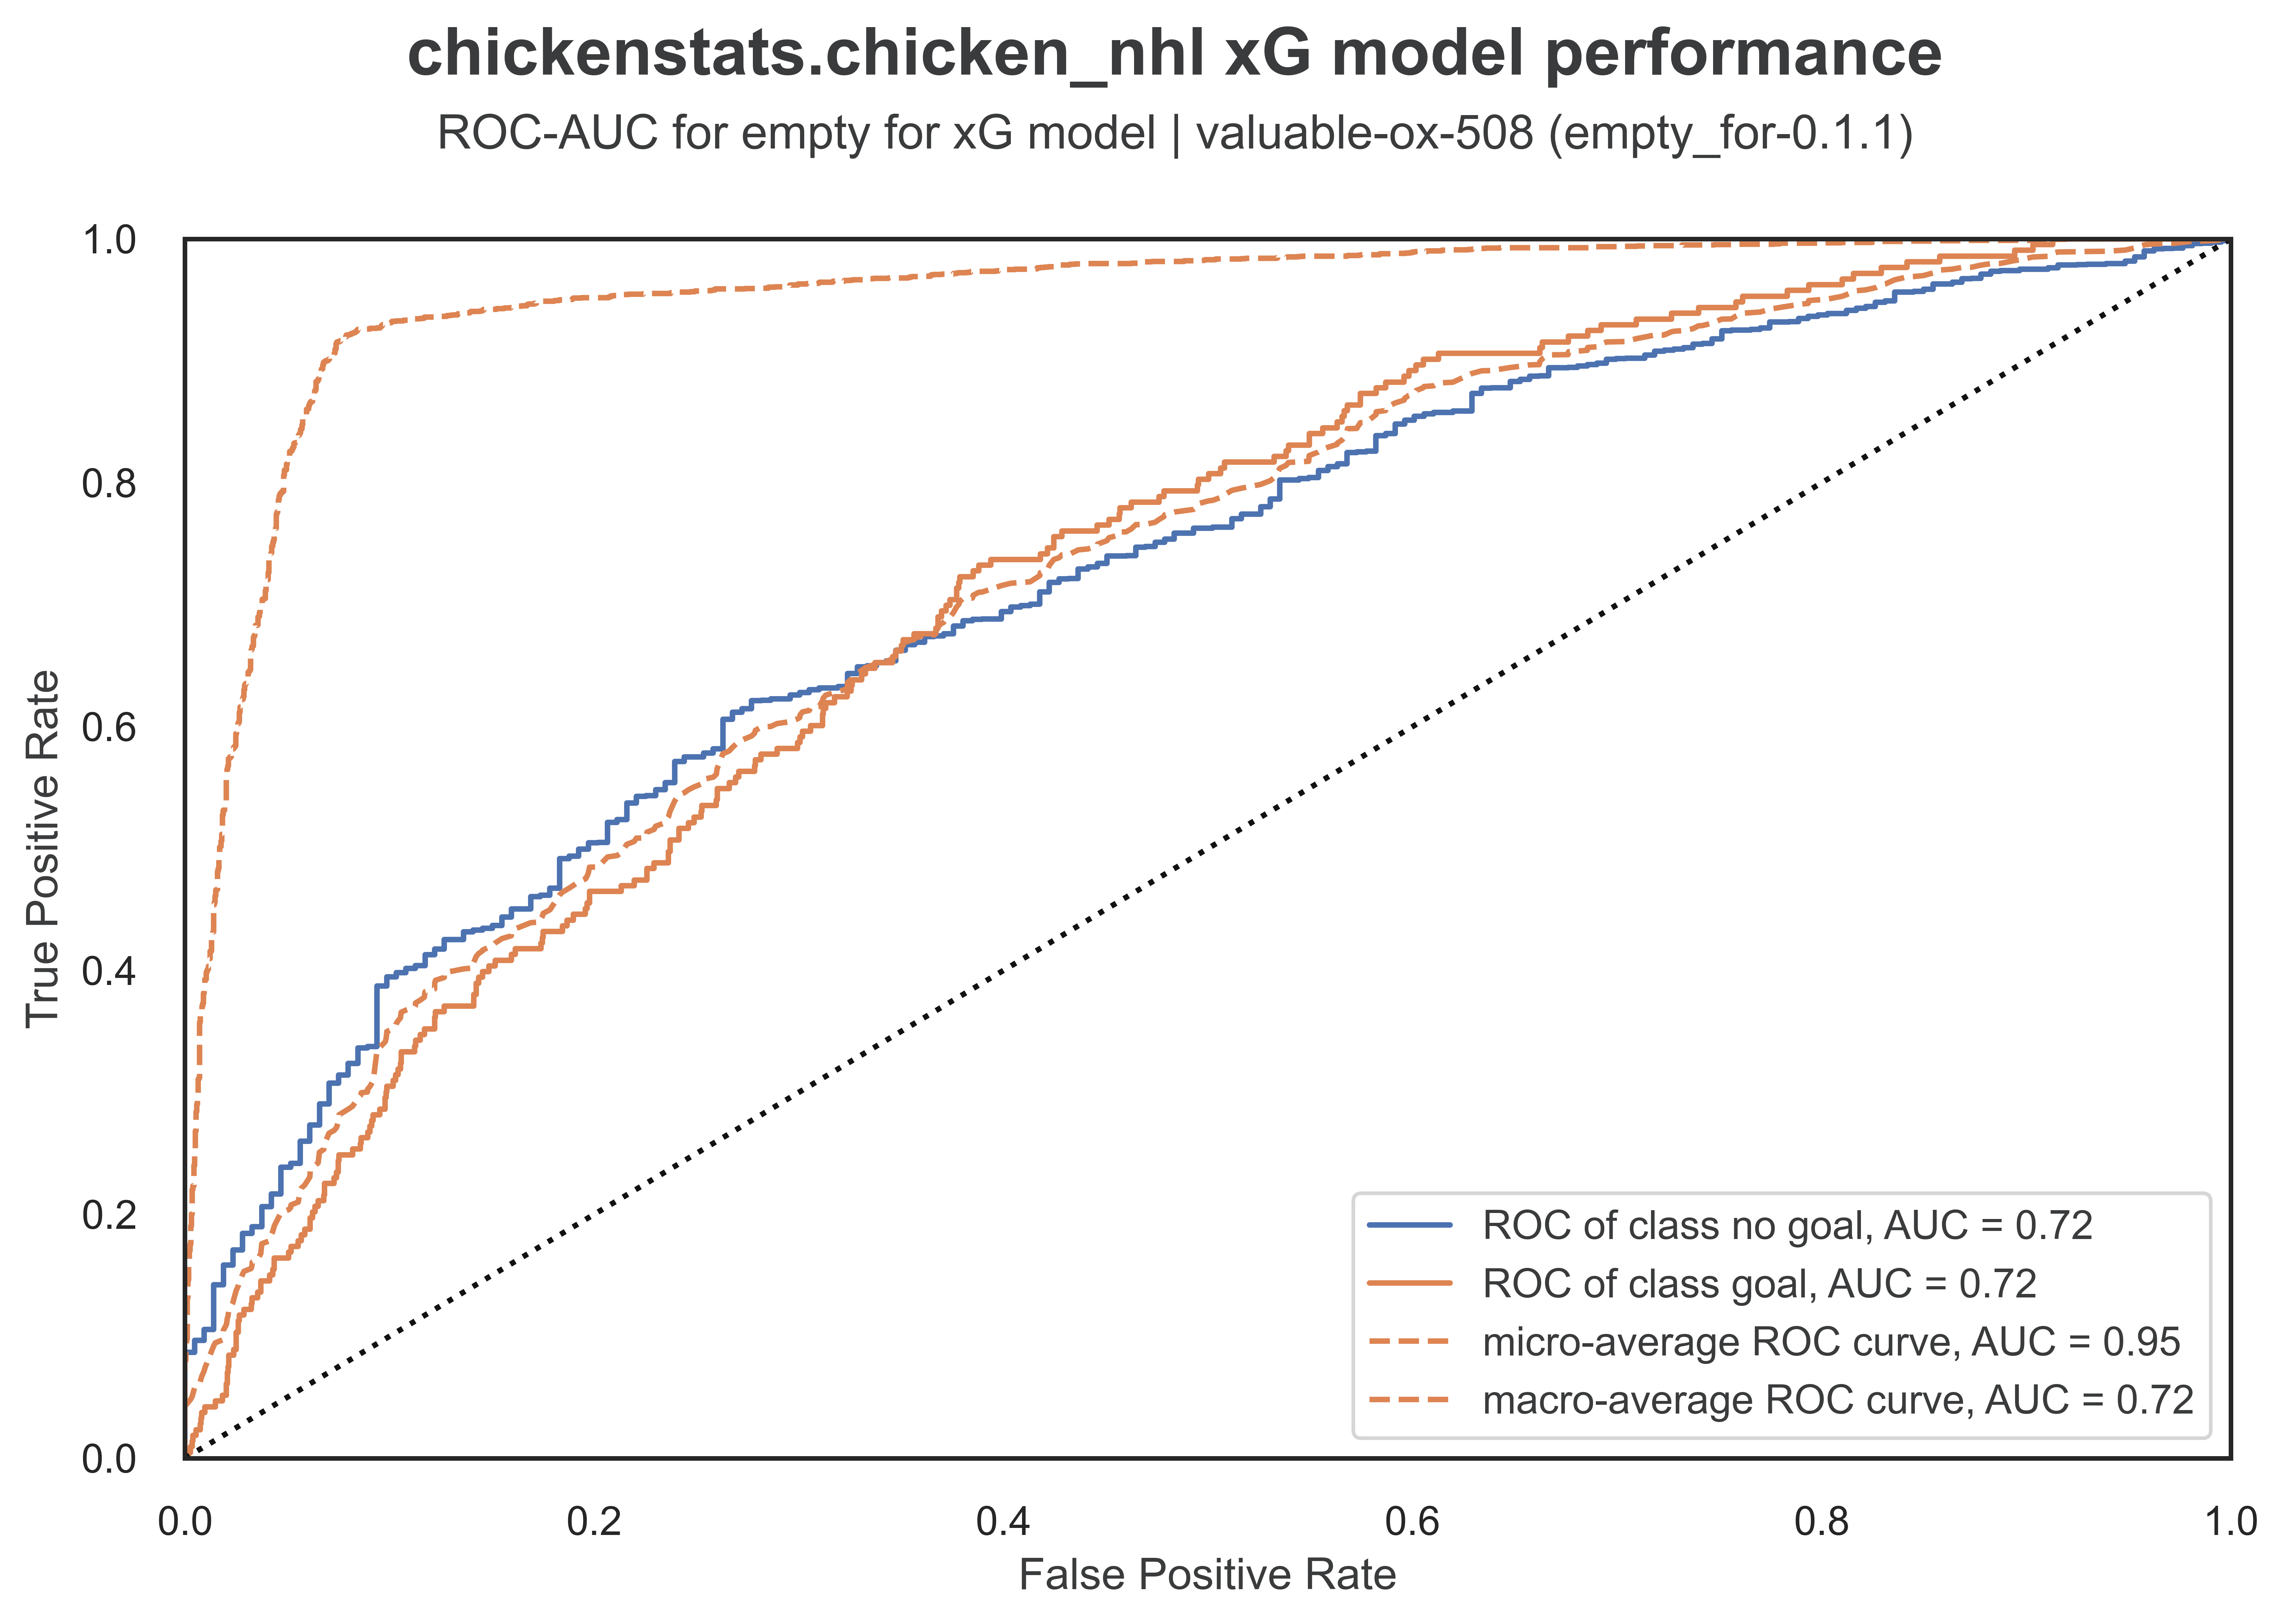 chickenstats.chicken_nhl xG model performance
ROC-AUC for empty for xG model | valuable-ox-508 (empty_for-0.1.1)
1.0
0.8
0.6
0.4
0.2
0.0
True Positive Rate
ROC of class no goal, AUC = 0.72
ROC of class goal, AUC = 0.72
micro-average ROC curve, AUC = 0.95
macro-average ROC curve, AUC = 0.72
0.0 0.2 0.4 0.6 0.8 1.0
False Positive Rate